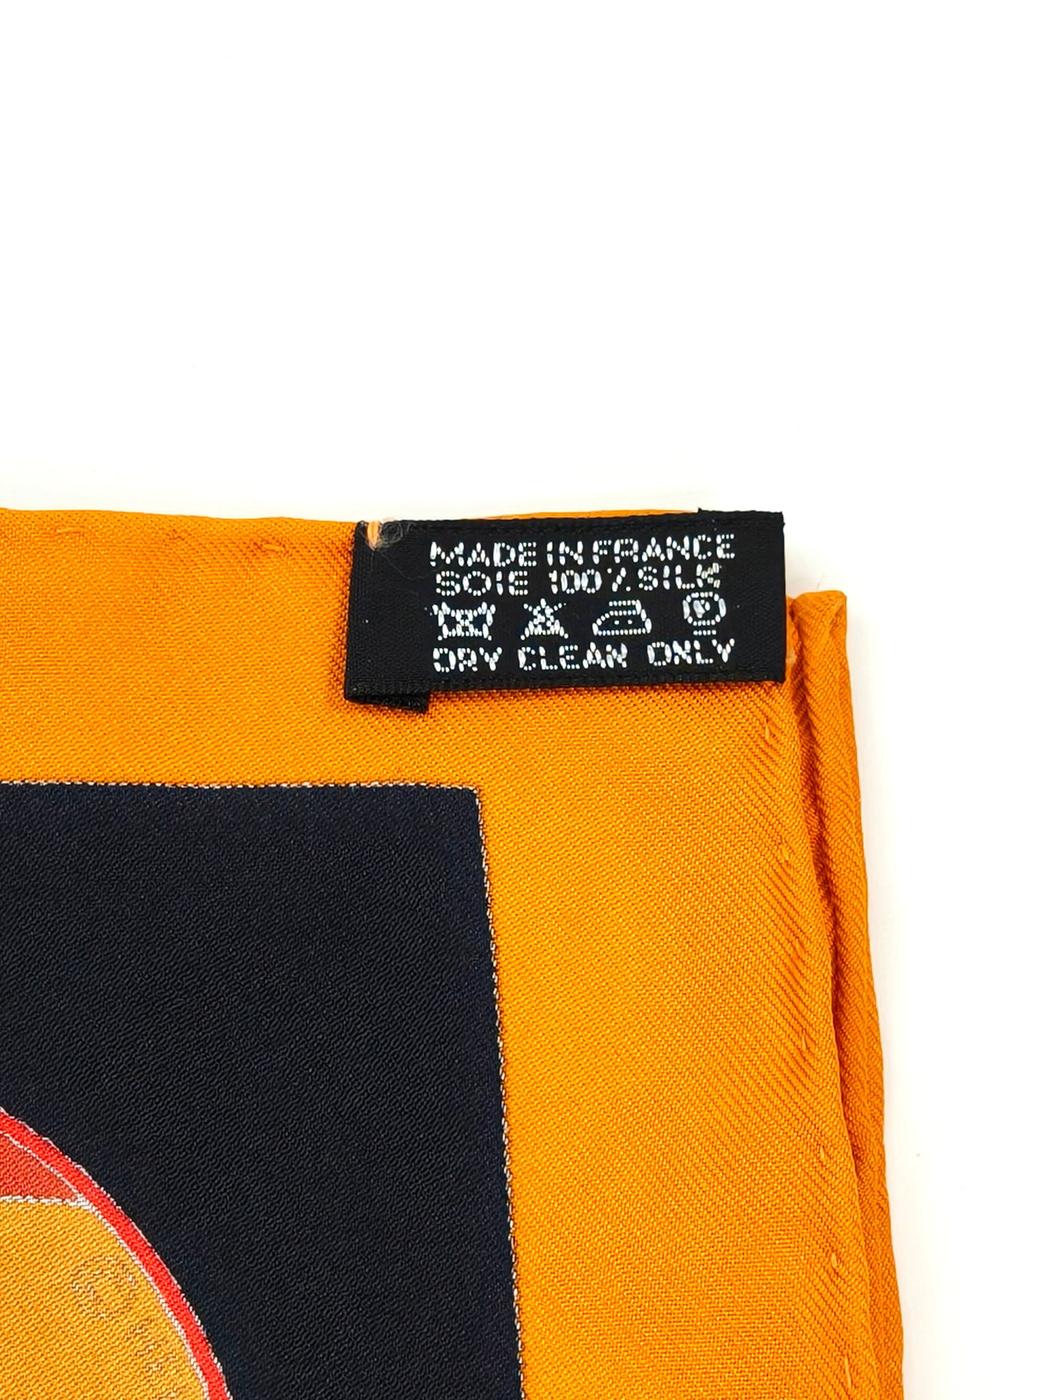 MADE IN FRANCE
SOIE 100% SILK
P
DRY CLEAN ONLY